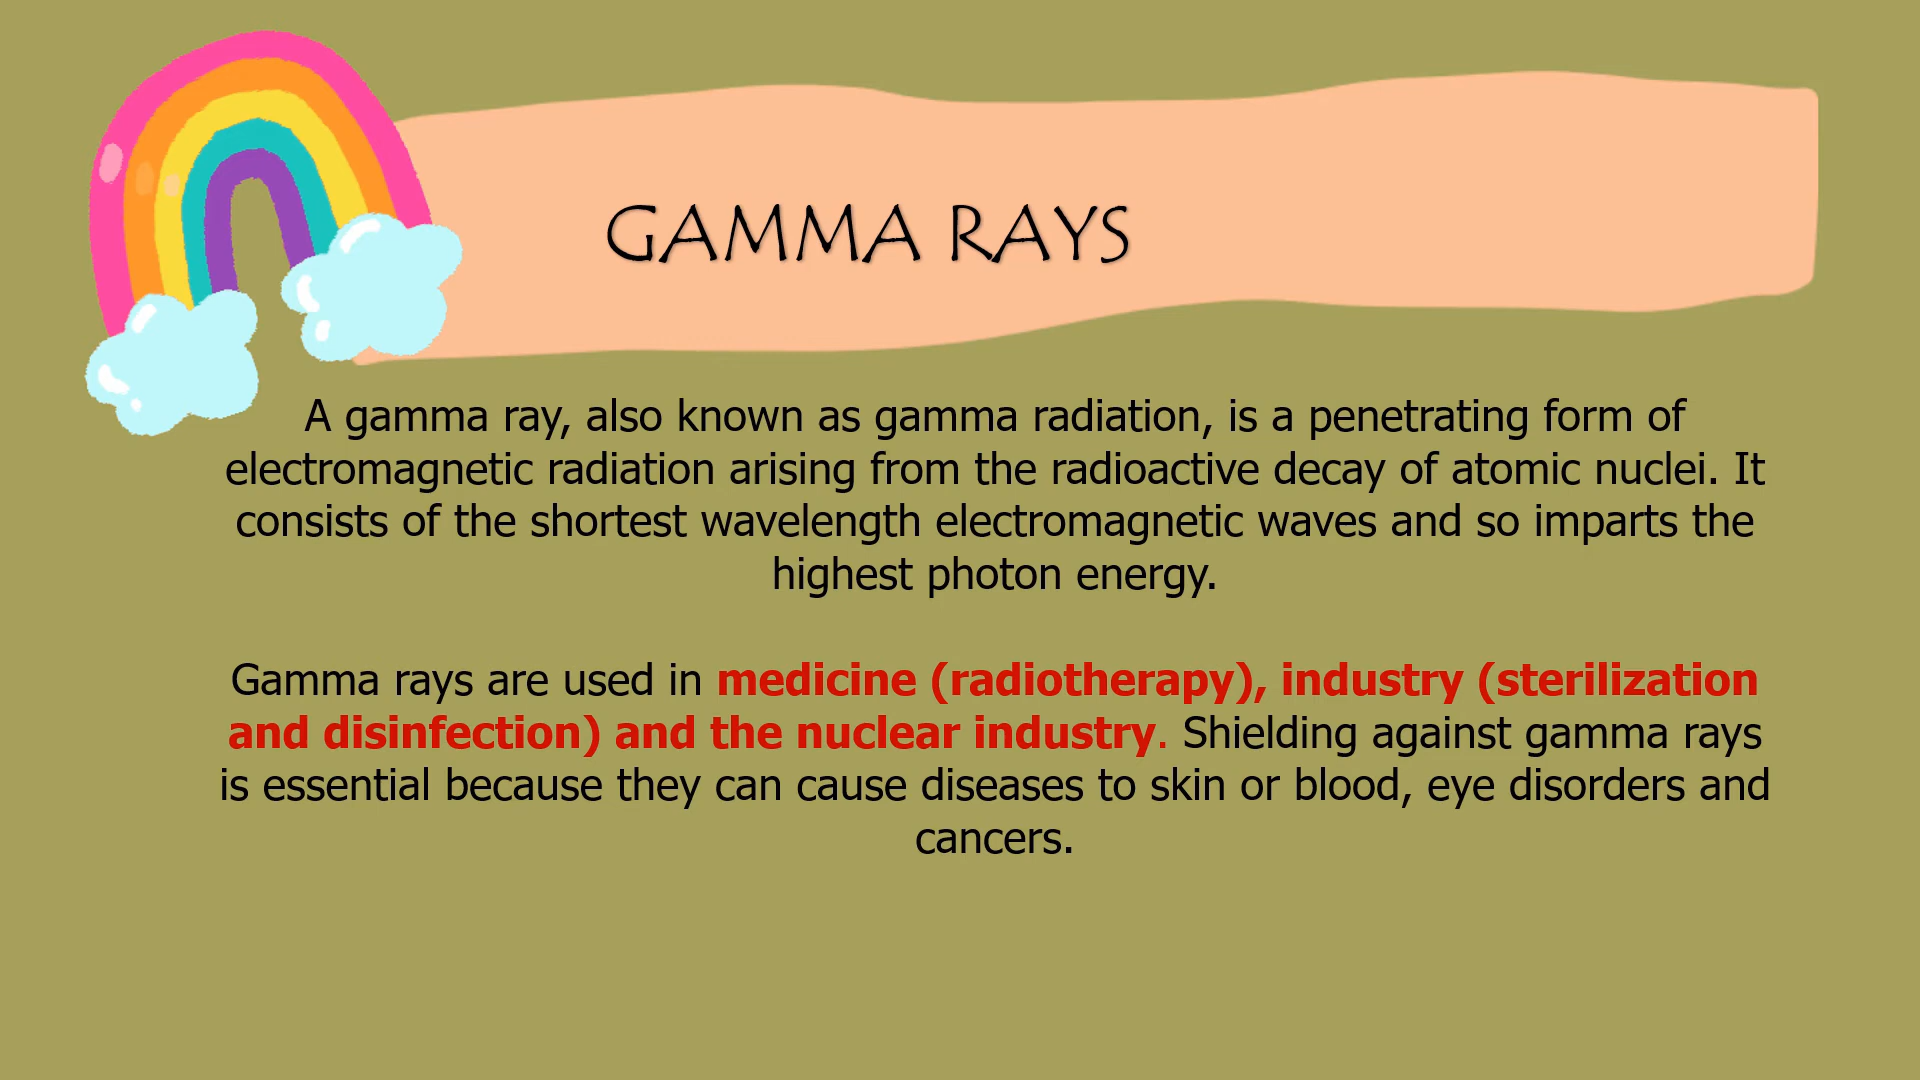 GAMMA RAYS
A gamma ray, also known as gamma radiation, is a penetrating form of
electromagnetic radiation arising from the radioactive decay of atomic nuclei. It
consists of the shortest wavelength electromagnetic waves and so imparts the
highest photon energy.
Gamma rays are used in medicine (radiotherapy), industry (sterilization
and disinfection) and the nuclear industry. Shielding against gamma rays
is essential because they can cause diseases to skin or blood, eye disorders and
cancers.